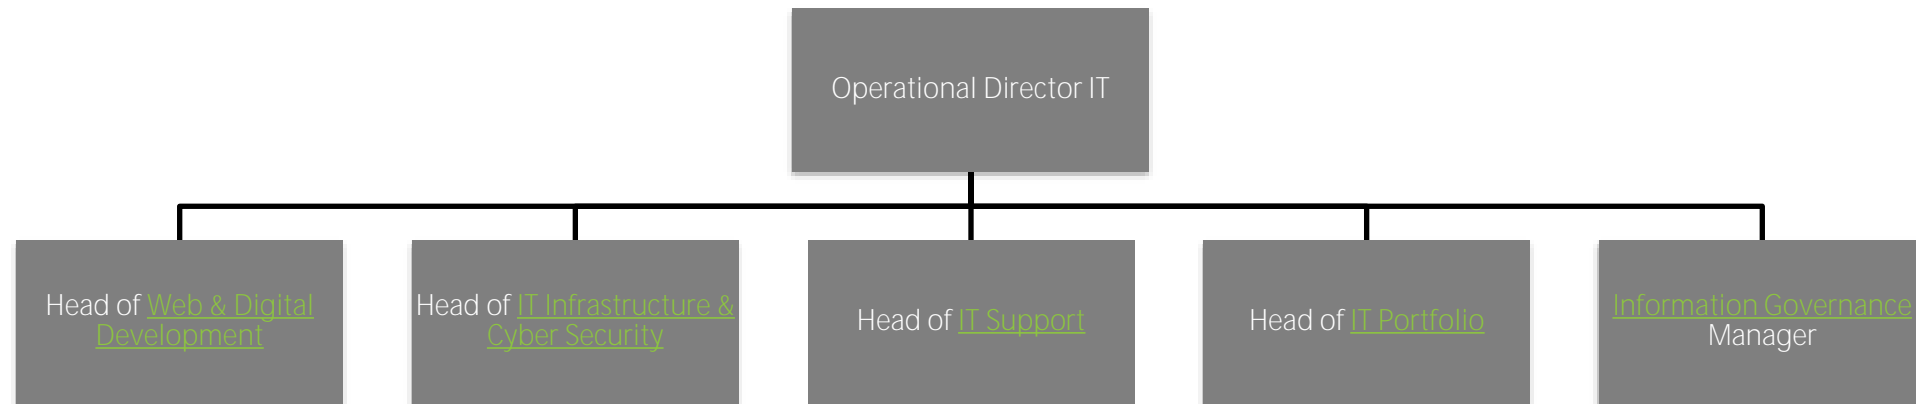 Operational Director IT
Head of Web & Digital
Development
Head of IT Infrastructure &
Cyber Security
Head of IT Support
Head of IT Portfolio
Information Governance
Manager